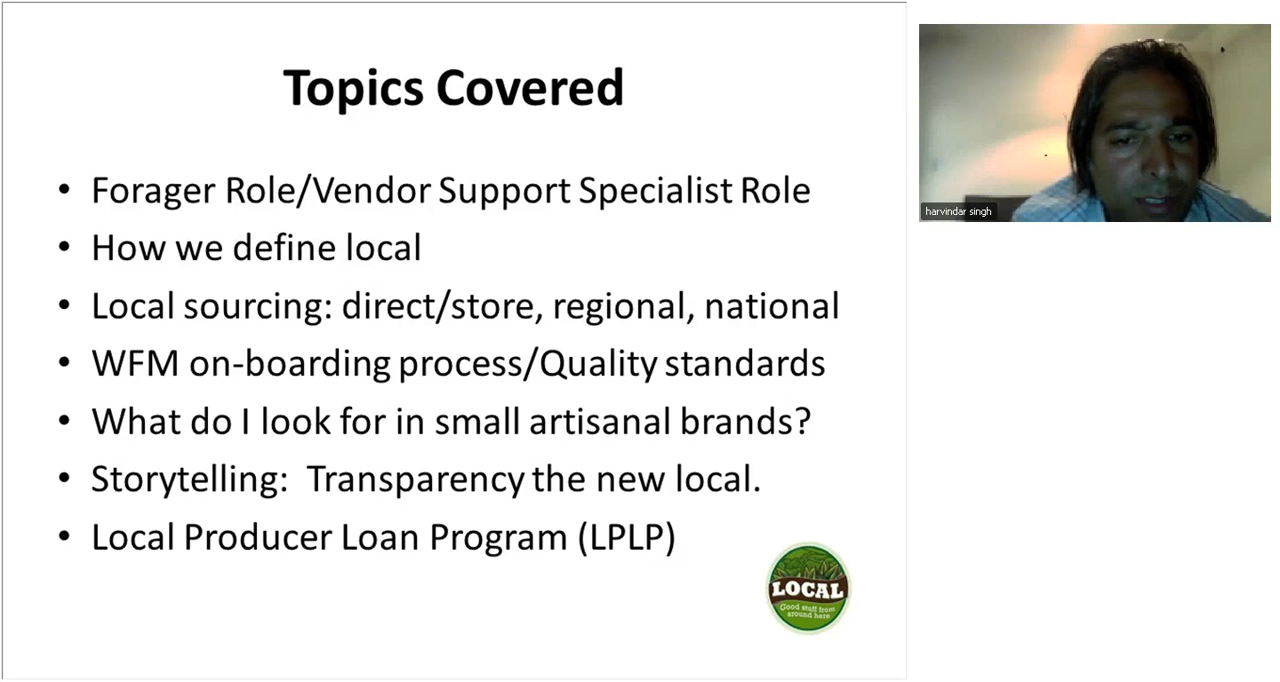 Topics Covered
• Forager Role/Vendor Support Specialist Role
• How we define local
• Local sourcing: direct/store, regional, national
• WFM on-boarding process/Quality standards
• What do I look for in small artisanal brands?
• Storytelling:  Transparency the new local.
• Local Producer Loan Program (LPLP)
LOCAL
Good stuff from
around here
harvindar singh